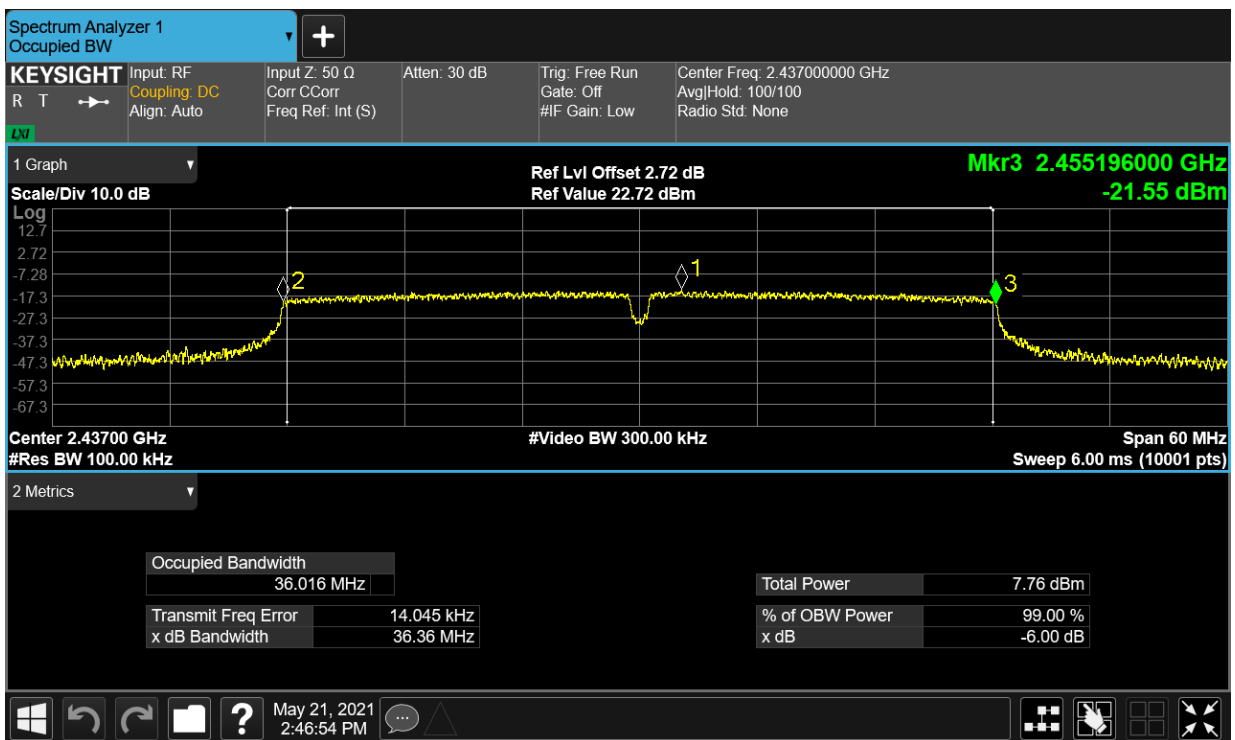 Spectrum Analyzer 1
Occupied BW
▼
+
KEYSIGHT
R T
LXI
Input: RF
Coupling: DC
Align: Auto
Input Z: 50 Ω
Corr CCorr
Freq Ref: Int (S)
Atten: 30 dB
Trig: Free Run
Gate: Off
#IF Gain: Low
Center Freq: 2.437000000 GHz
Avg|Hold: 100/100
Radio Std: None
1 Graph ▼
Scale/Div 10.0 dB
Ref Lvl Offset 2.72 dB
Ref Value 22.72 dBm
Mkr3 2.455196000 GHz
-21.55 dBm
Log
12.7
2.72
-7.28
-17.3
-27.3
-37.3
-47.3
-57.3
-67.3
2
1
3
Center 2.43700 GHz
#Res BW 100.00 kHz
#Video BW 300.00 kHz
Span 60 MHz
Sweep 6.00 ms (10001 pts)
2 Metrics ▼
Occupied Bandwidth
36.016 MHz
Transmit Freq Error 14.045 kHz
x dB Bandwidth 36.36 MHz
Total Power 7.76 dBm
% of OBW Power 99.00 %
x dB -6.00 dB
?
May 21, 2021
2:46:54 PM